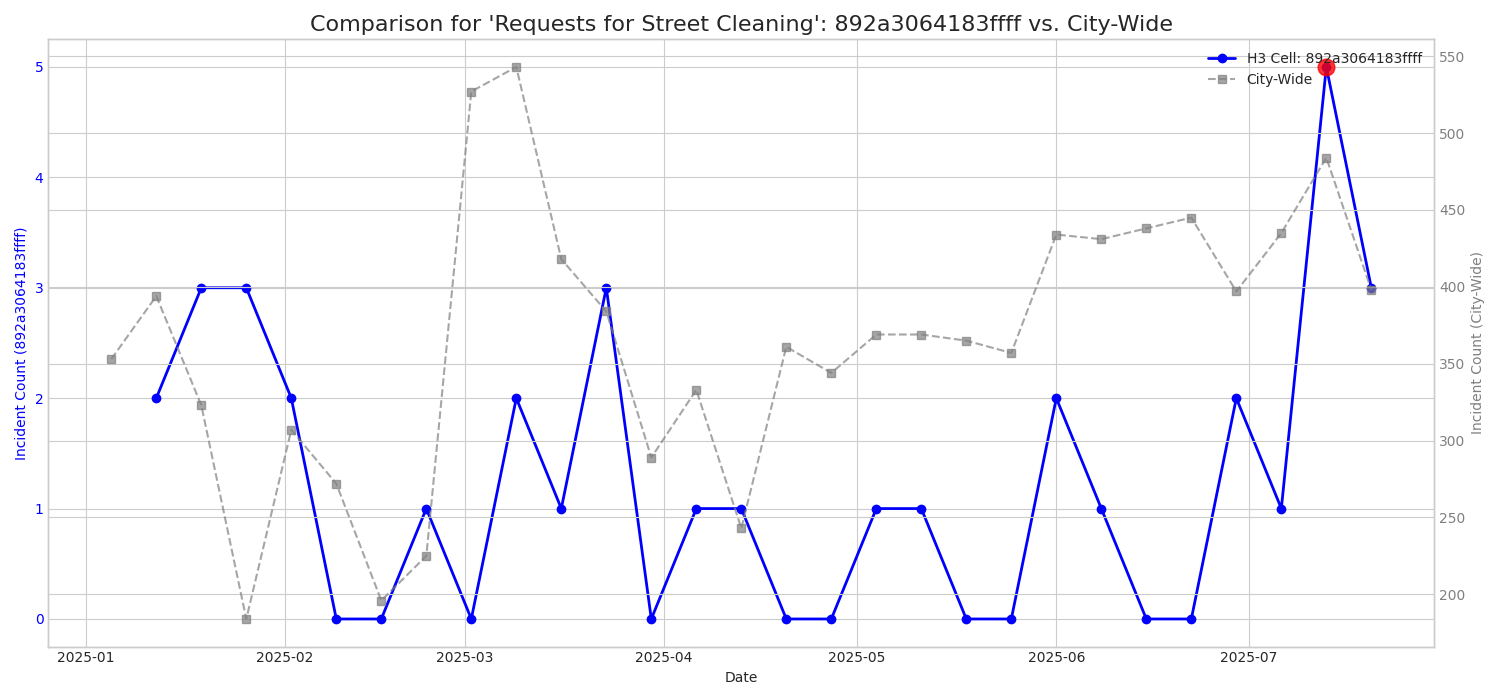 Comparison for 'Requests for Street Cleaning': 892a3064183ffff vs. City-Wide
H3 Cell: 892a3064183ffff
City-Wide
Incident Count (892a3064183ffff)
5
4
3
2
1
0
550
500
450
400
350
300
250
200
Incident Count (City-Wide)
2025-01 2025-02 2025-03 2025-04 2025-05 2025-06 2025-07
Date